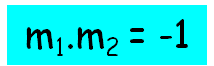 m₁.m₂ = -1